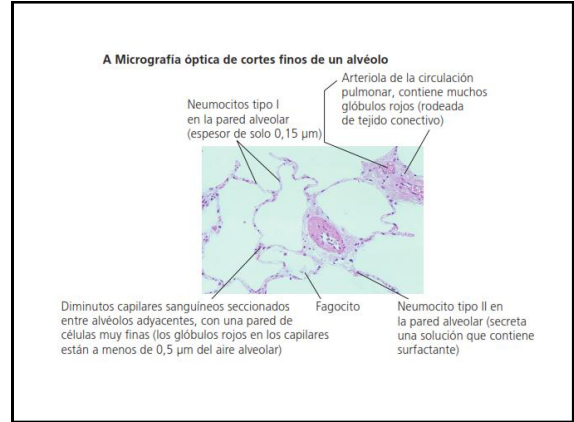 A Micrografía óptica de cortes finos de un alvéolo
Arteriola de la circulación
pulmonar, contiene muchos
glóbulos rojos (rodeada
de tejido conectivo)
Neumocitos tipo I
en la pared alveolar
(espesor de solo 0,15 µm)
Diminutos capilares sanguíneos seccionados
entre alvéolos adyacentes, con una pared de
células muy finas (los glóbulos rojos en los capilares
están a menos de 0,5 µm del aire alveolar)
Fagocito
Neumocito tipo II en
la pared alveolar (secreta
una solución que contiene
surfactante)